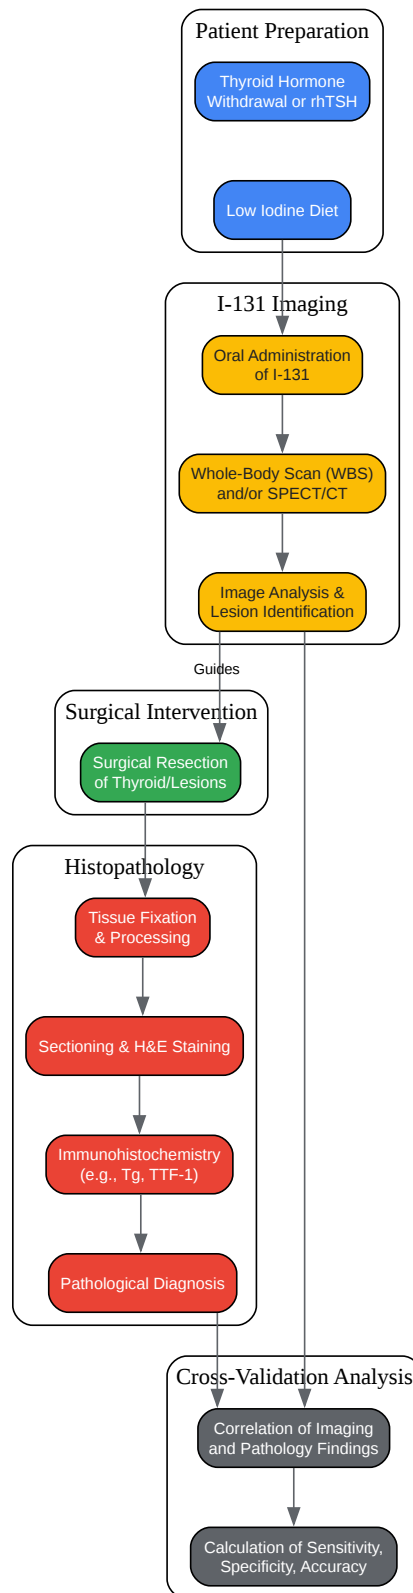 Patient Preparation
Thyroid Hormone
Withdrawal or rhTSH
Low Iodine Diet
I-131 Imaging
Oral Administration
of I-131
Whole-Body Scan (WBS)
and/or SPECT/CT
Image Analysis &
Lesion Identification
Guides
Surgical Intervention
Surgical Resection
of Thyroid/Lesions
Histopathology
Tissue Fixation
& Processing
Sectioning & H&E Staining
Immunohistochemistry
(e.g., Tg, TTF-1)
Pathological Diagnosis
Cross-Validation Analysis
Correlation of Imaging
and Pathology Findings
Calculation of Sensitivity,
Specificity, Accuracy